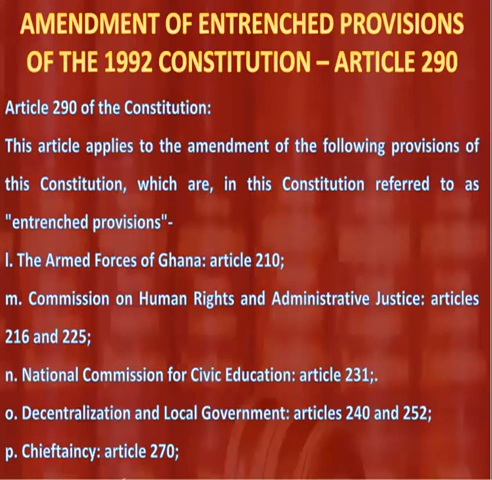 AMENDMENT OF ENTRENCHED PROVISIONS
OF THE 1992 CONSTITUTION – ARTICLE 290
Article 290 of the Constitution:
This article applies to the amendment of the following provisions of
this Constitution, which are, in this Constitution referred to as
"entrenched provisions"-
l. The Armed Forces of Ghana: article 210;
m. Commission on Human Rights and Administrative Justice: articles
216 and 225;
n. National Commission for Civic Education: article 231;.
o. Decentralization and Local Government: articles 240 and 252;
p. Chieftaincy: article 270;